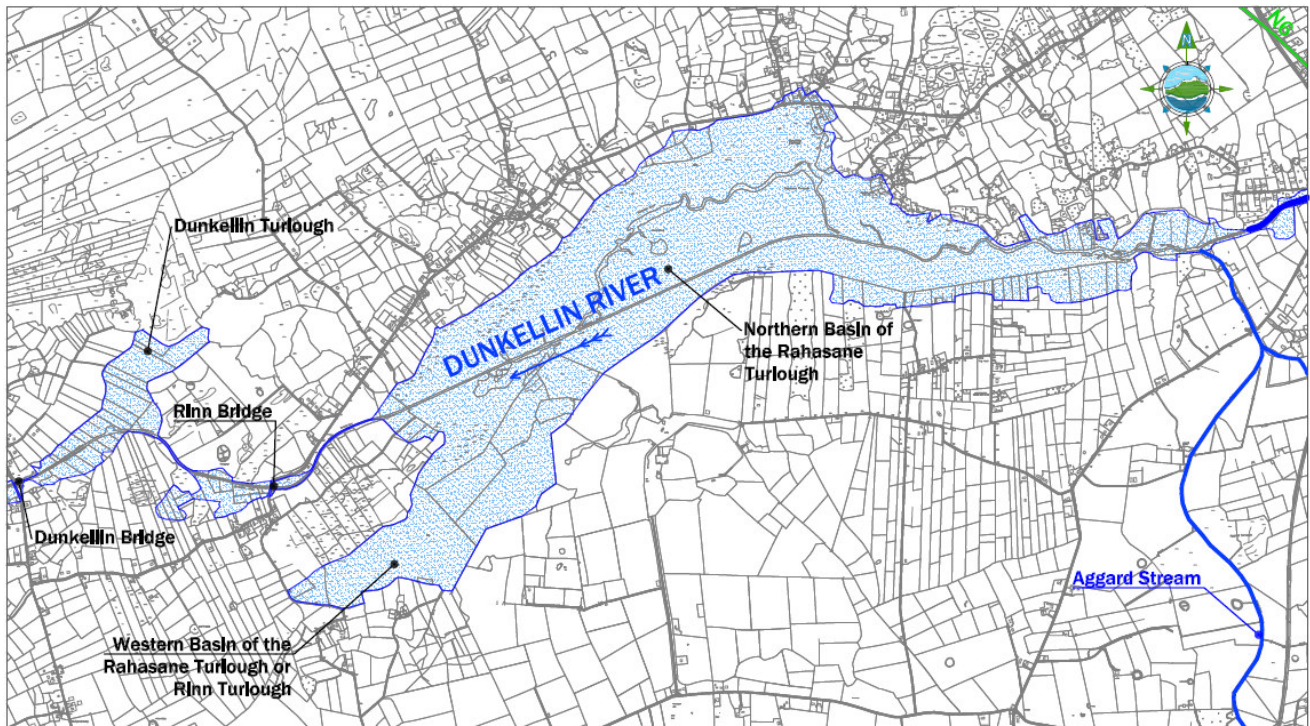 N6
N
Dunkellin Turlough
DUNKELLIN RIVER
Northern Basin of
the Rahasane
Turlough
Rinn Bridge
Dunkellin Bridge
Aggard Stream
Western Basin of the
Rahasane Turlough or
Rinn Turlough